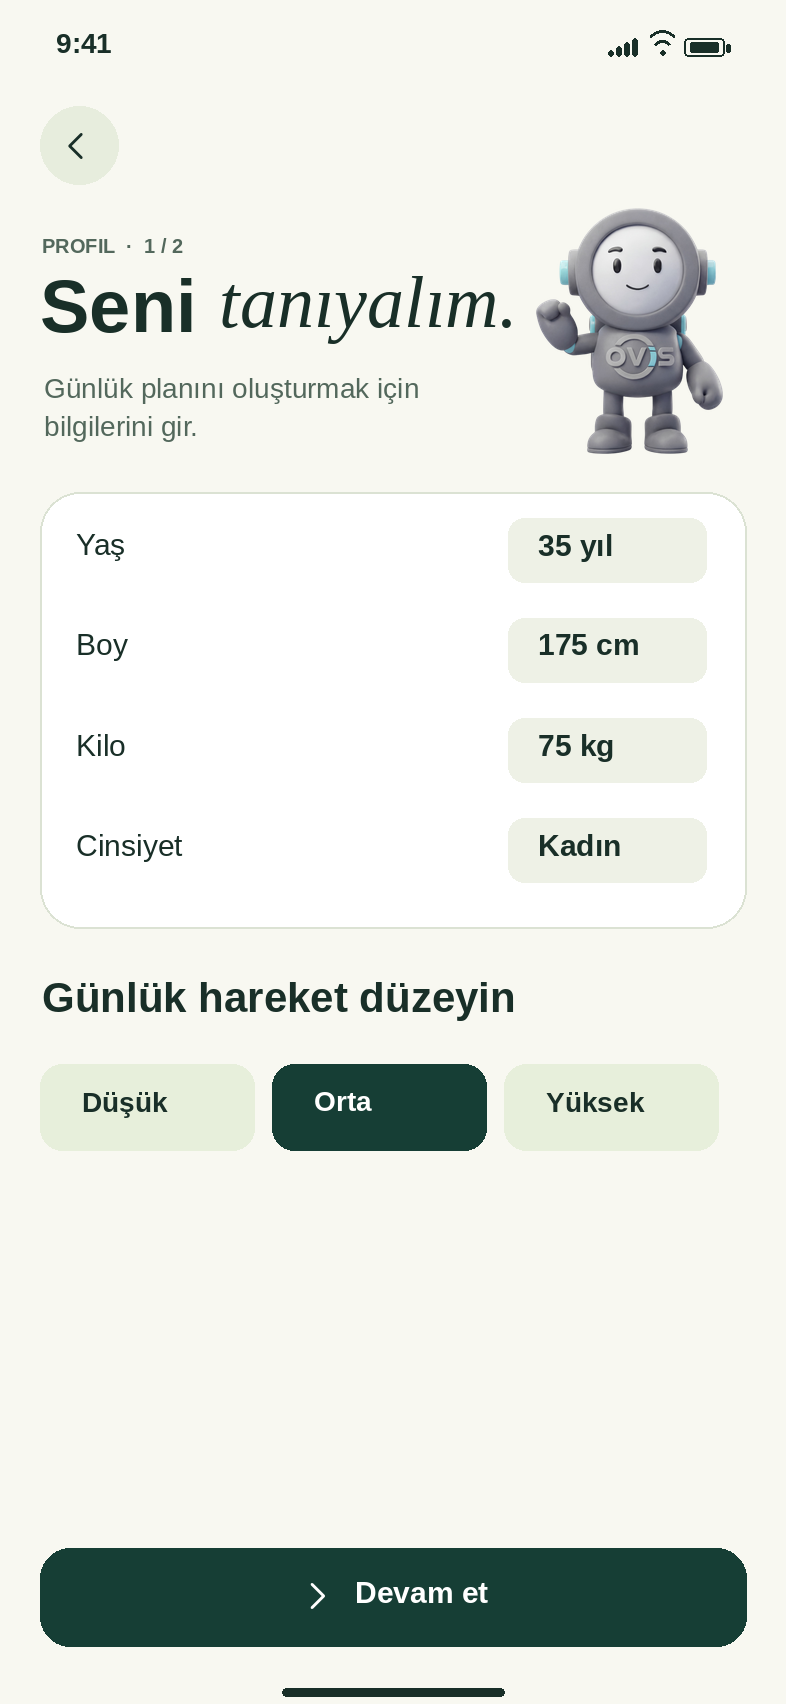 9:41
PROFIL · 1 / 2
Seni tanıyalım.
OViS
Günlük planını oluşturmak için
bilgilerini gir.
Yaş 35 yıl
Boy 175 cm
Kilo 75 kg
Cinsiyet Kadın
Günlük hareket düzeyin
Düşük Orta Yüksek
Devam et